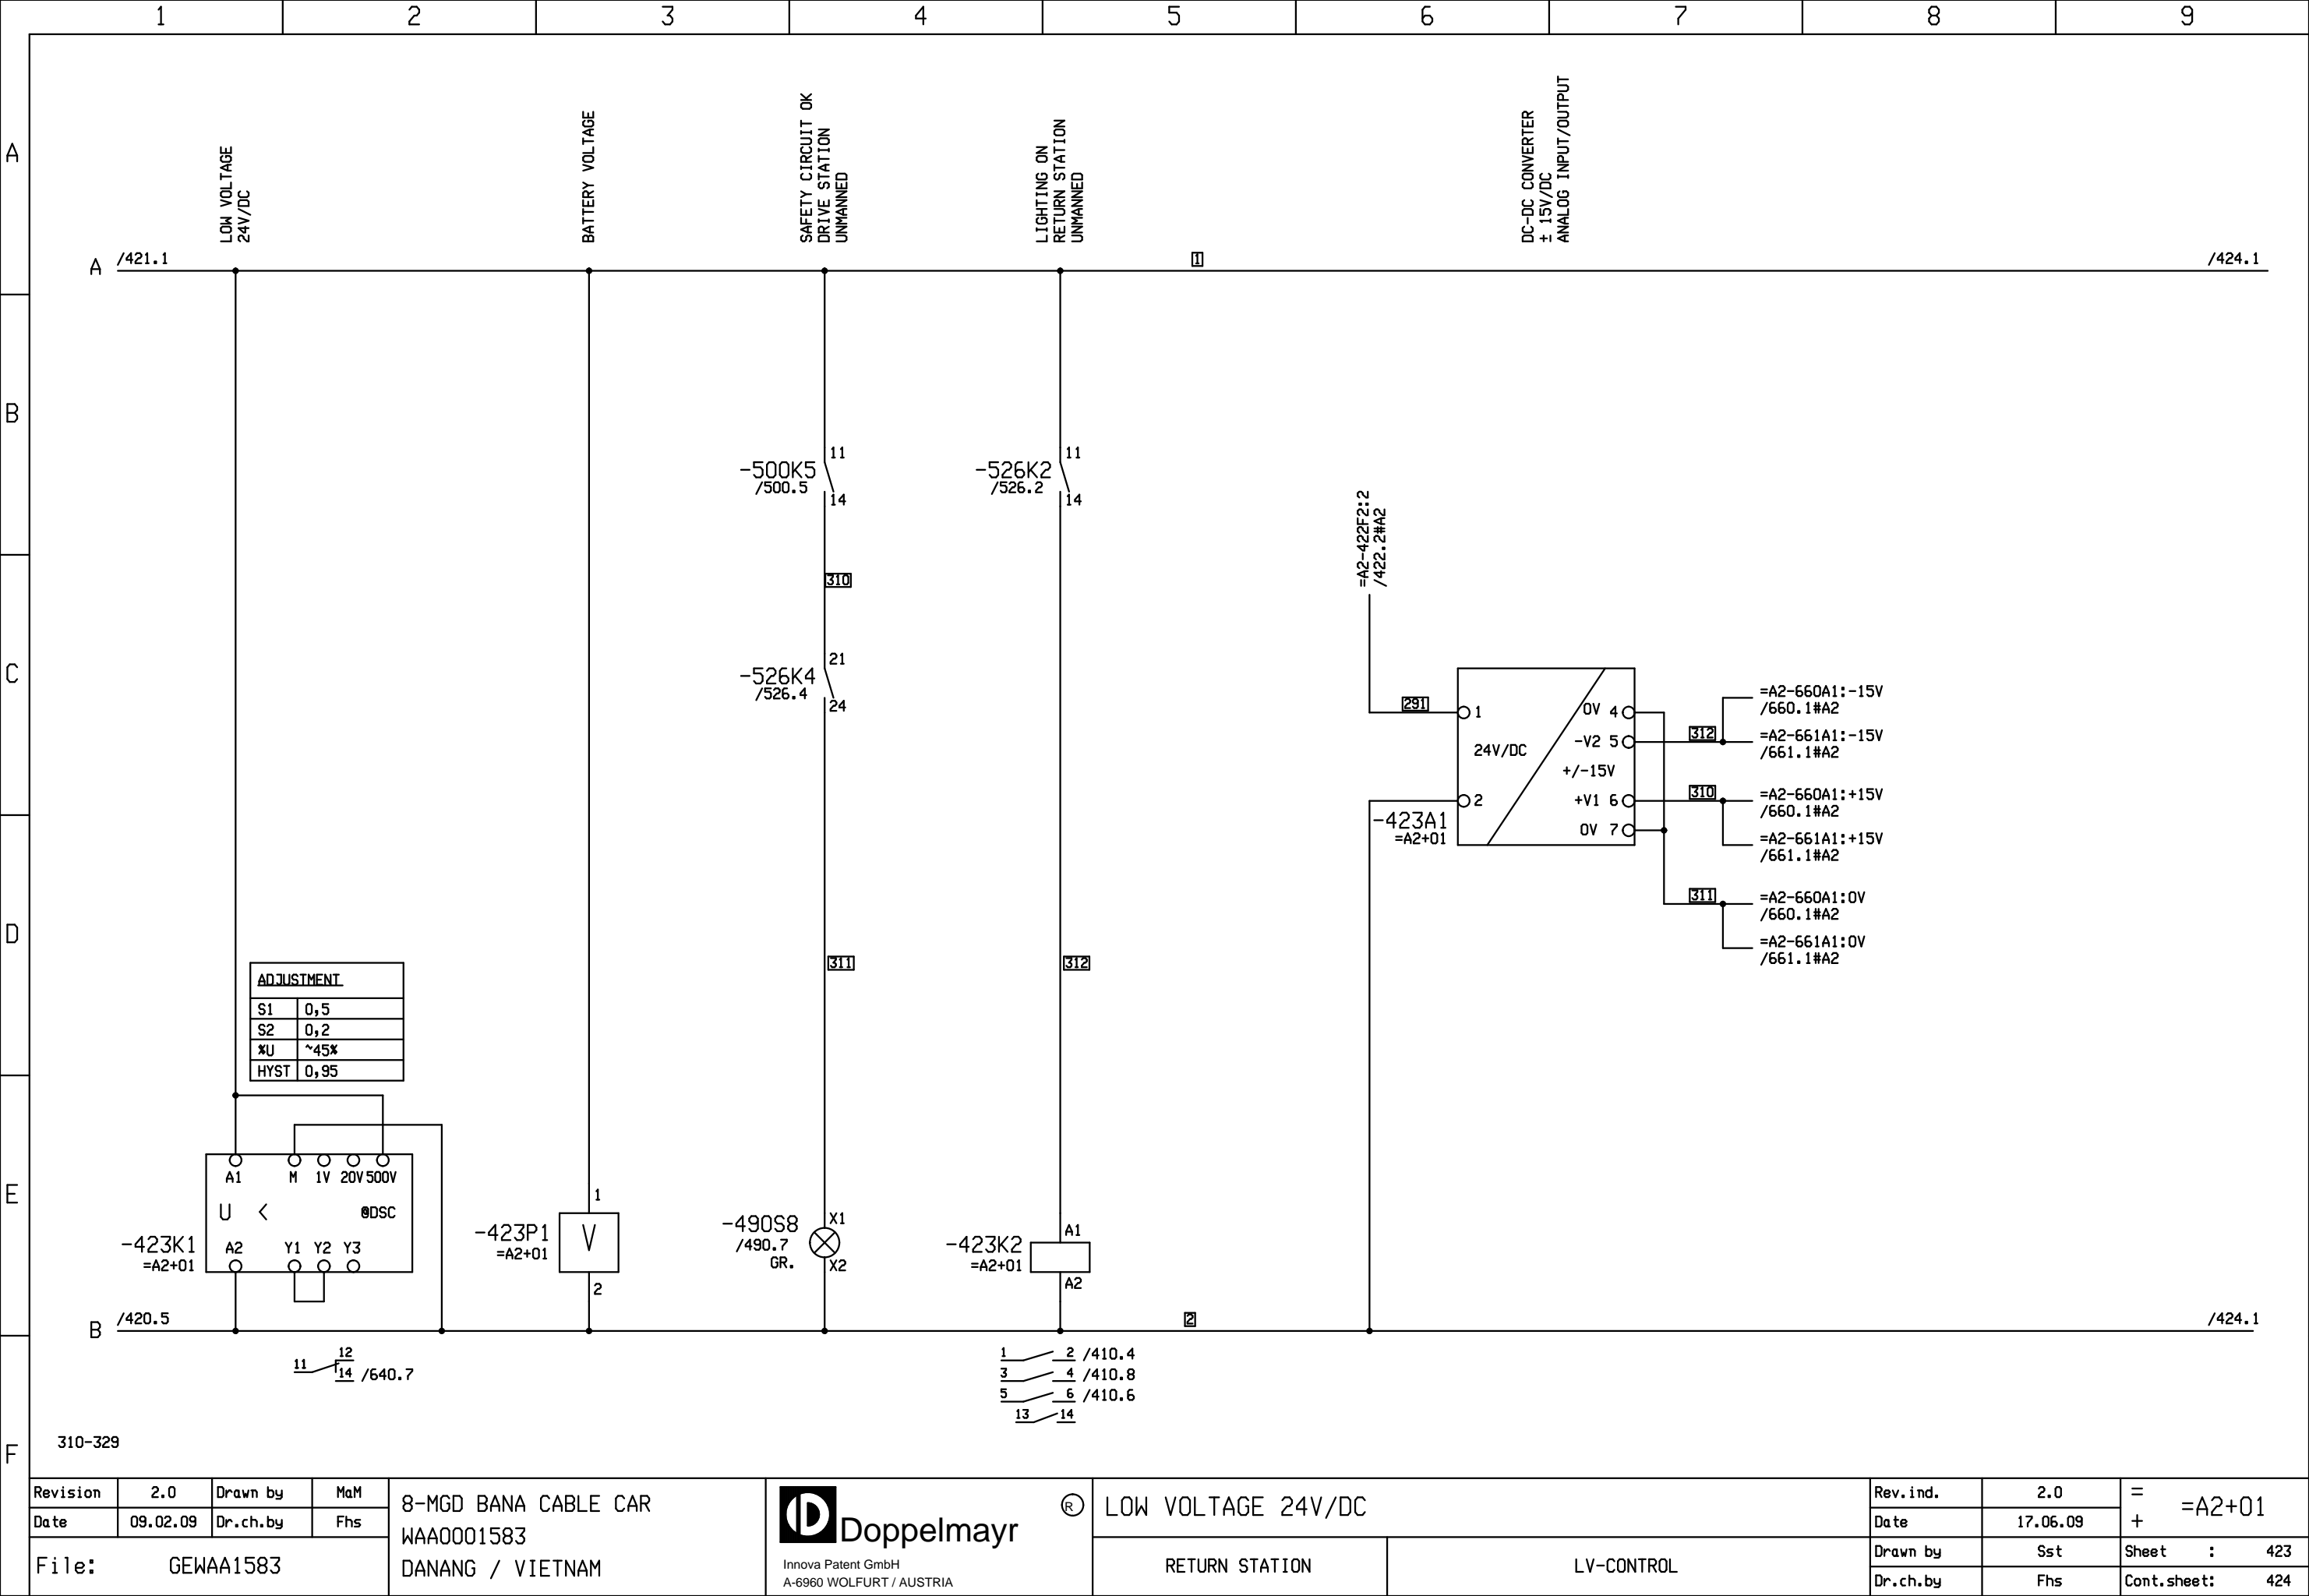 1 2 3 4 5 6 7 8 9
A
B
C
D
E
F
LOW VOLTAGE
24V/DC
BATTERY VOLTAGE
SAFETY CIRCUIT OK
DRIVE STATION
UNMANNED
LIGHTING ON
RETURN STATION
UNMANNED
DC-DC CONVERTER
± 15V/DC
ANALOG INPUT/OUTPUT
A /421.1
1
/424.1
-500K5
/500.5
11
14
-526K2
/526.2
11
14
310
-526K4
/526.4
21
24
=A2-422F2:2
/422.2#A2
291
1
2
24V/DC
0V 4
-V2 5
+/-15V
+V1 6
0V 7
-423A1
=A2+01
312
=A2-660A1:-15V
/660.1#A2
=A2-661A1:-15V
/661.1#A2
310
=A2-660A1:+15V
/660.1#A2
=A2-661A1:+15V
/661.1#A2
311
=A2-660A1:0V
/660.1#A2
=A2-661A1:0V
/661.1#A2
311
312
ADJUSTMENT
S1 0,5
S2 0,2
%U ~45%
HYST 0,95
A1 M 1V 20V 500V
U < @DSC
A2 Y1 Y2 Y3
-423K1
=A2+01
-423P1
=A2+01
1
V
2
-490S8
/490.7
GR.
X1
X2
-423K2
=A2+01
A1
A2
B /420.5
2
/424.1
11 12
14 /640.7
1 2 /410.4
3 4 /410.8
5 6 /410.6
13 14
310-329
Revision 2.0 Drawn by MaM
Date 09.02.09 Dr.ch.by Fhs
File: GEWAA1583
8-MGD BANA CABLE CAR
WAA0001583
DANANG / VIETNAM
Doppelmayr
®
Innova Patent GmbH
A-6960 WOLFURT / AUSTRIA
LOW VOLTAGE 24V/DC
RETURN STATION
LV-CONTROL
Rev.ind. 2.0
Date 17.06.09
Drawn by Sst
Dr.ch.by Fhs
=
+
=A2+01
Sheet : 423
Cont.sheet: 424